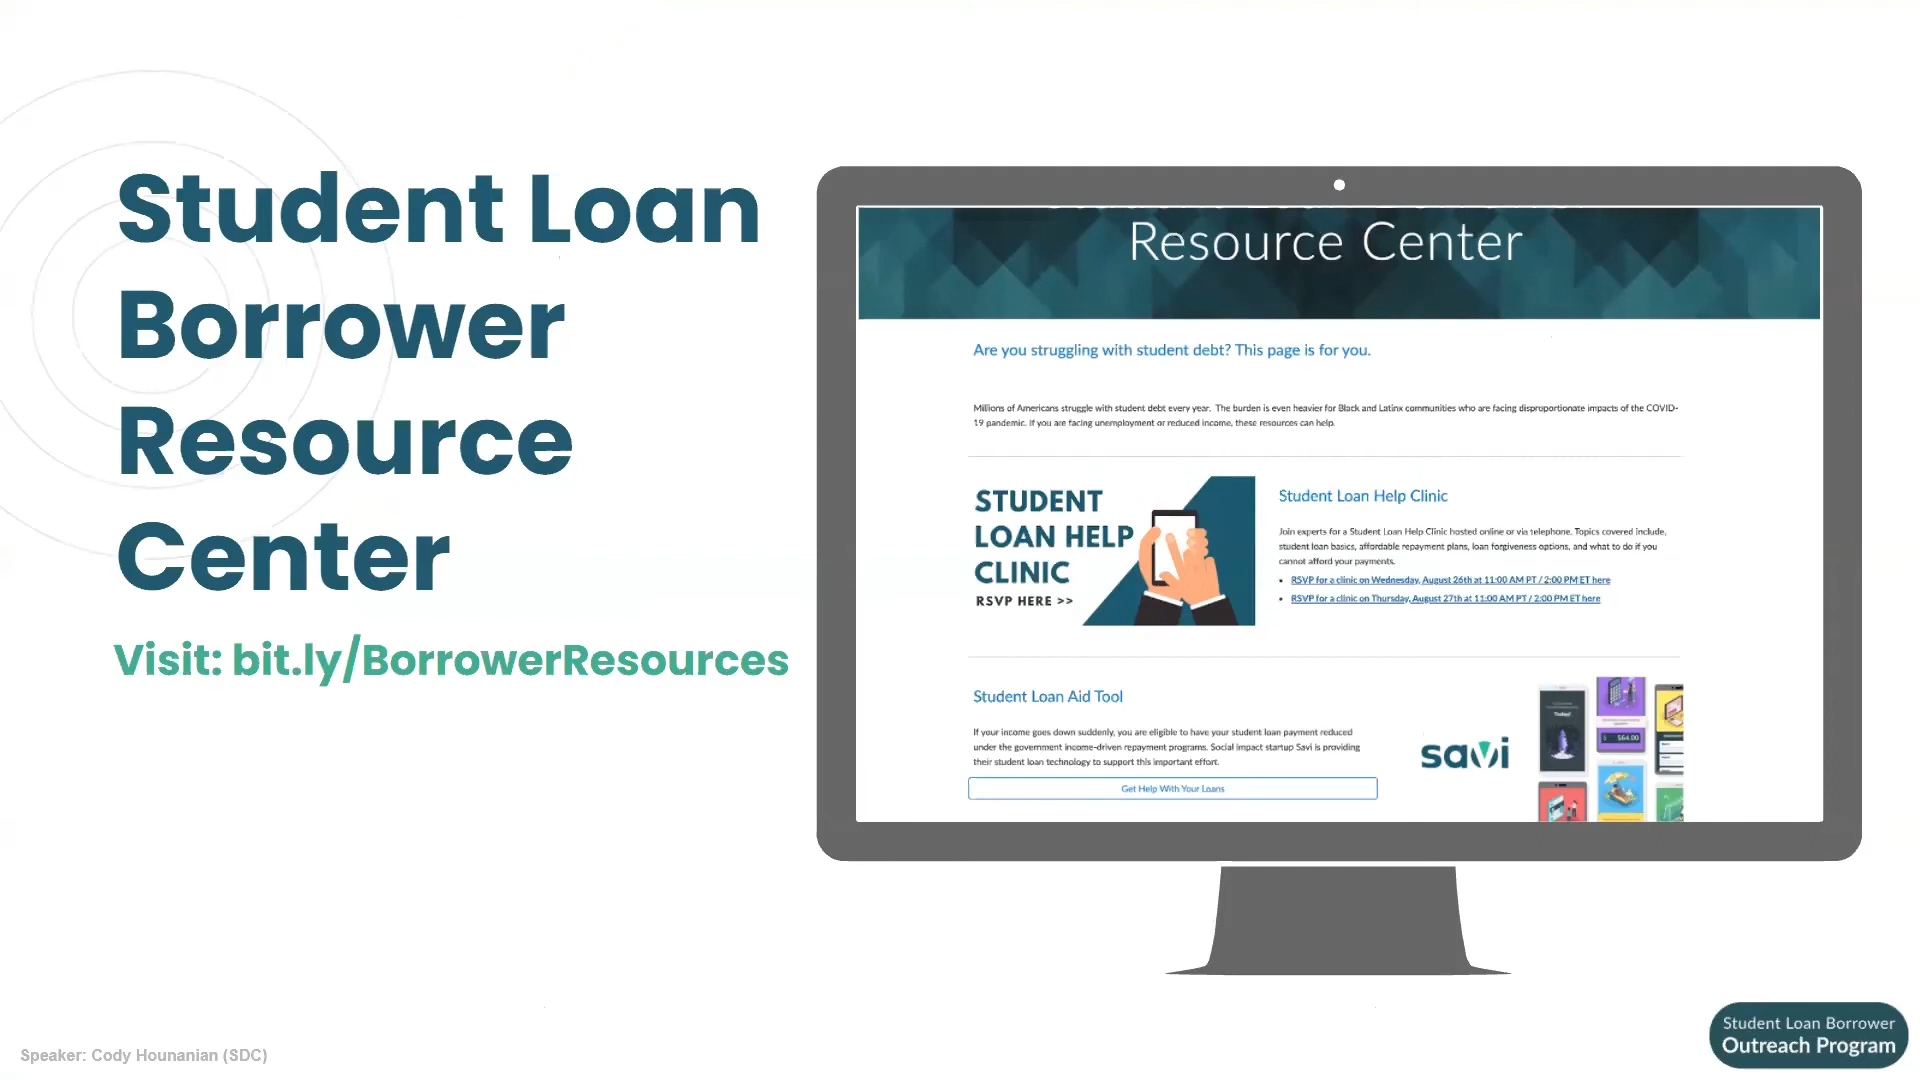 Student Loan
Borrower
Resource
Center
Visit: bit.ly/BorrowerResources
Resource Center
Are you struggling with student debt? This page is for you.
Millions of Americans struggle with student debt every year. The burden is even heavier for Black and Latinx communities who are facing disproportionate impacts of the COVID-
19 pandemic. If you are facing unemployment or reduced income, these resources can help.
STUDENT
LOAN HELP
CLINIC
RSVP HERE >>
Student Loan Help Clinic
Join experts for a Student Loan Help Clinic hosted online or via telephone. Topics covered include,
student loan basics, affordable repayment plans, loan forgiveness options, and what to do if you
cannot afford your payments.
• RSVP for a clinic on Wednesday, August 26th at 11:00 AM PT / 2:00 PM ET here
• RSVP for a clinic on Thursday, August 27th at 11:00 AM PT / 2:00 PM ET here
Student Loan Aid Tool
If your income goes down suddenly, you are eligible to have your student loan payment reduced
under the government income-driven repayment programs. Social impact startup Savi is providing
their student loan technology to support this important effort.
Get Help With Your Loans
savi
$ 564.00
Speaker: Cody Hounanian (SDC)
Student Loan Borrower
Outreach Program